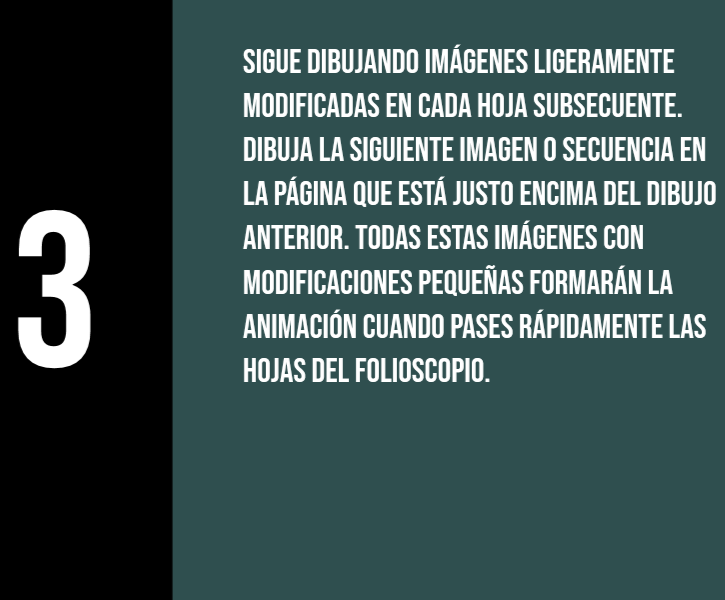 3
SIGUE DIBUJANDO IMÁGENES LIGERAMENTE
MODIFICADAS EN CADA HOJA SUBSECUENTE.
DIBUJA LA SIGUIENTE IMAGEN O SECUENCIA EN
LA PÁGINA QUE ESTÁ JUSTO ENCIMA DEL DIBUJO
ANTERIOR. TODAS ESTAS IMÁGENES CON
MODIFICACIONES PEQUEÑAS FORMARÁN LA
ANIMACIÓN CUANDO PASES RÁPIDAMENTE LAS
HOJAS DEL FOLIOSCOPIO.